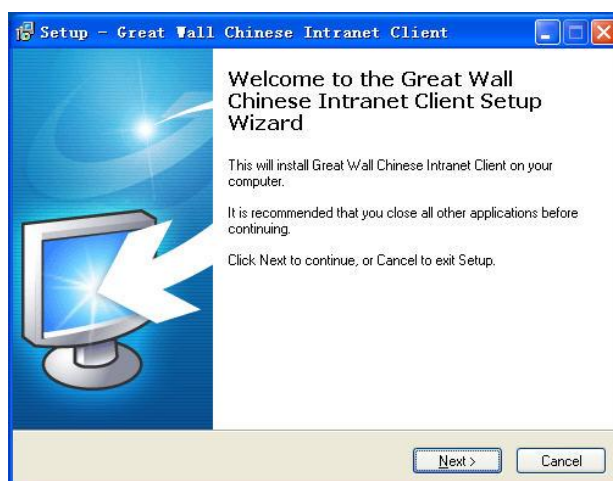 Setup - Great Wall Chinese Intranet Client
Welcome to the Great Wall
Chinese Intranet Client Setup
Wizard
This will install Great Wall Chinese Intranet Client on your
computer.
It is recommended that you close all other applications before
continuing.
Click Next to continue, or Cancel to exit Setup.
Next >
Cancel